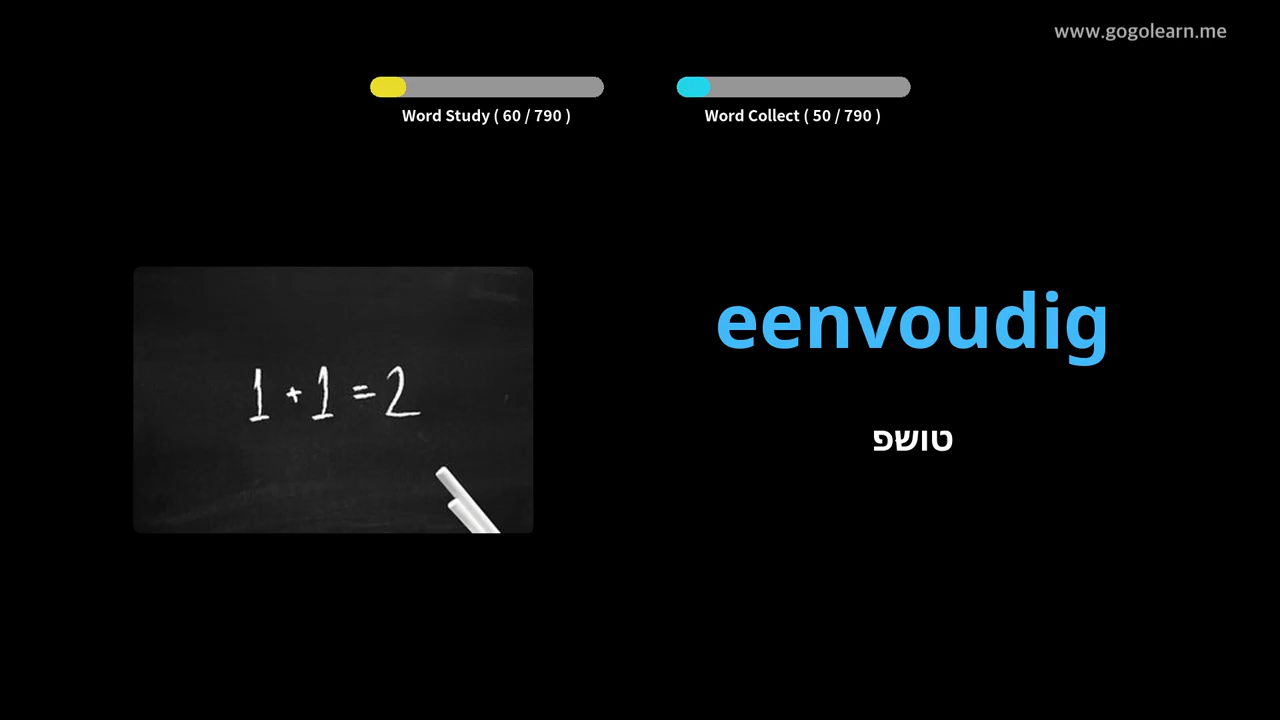 www.gogolearn.me
Word Study ( 60 / 790 )
Word Collect ( 50 / 790 )
1 + 1 = 2
eenvoudig
טושפ